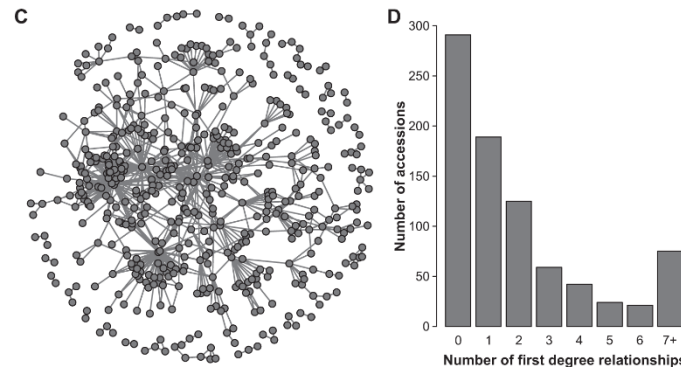 C
D
300
250
200
150
100
50
0
Number of accessions
0 1 2 3 4 5 6 7+
Number of first degree relationships